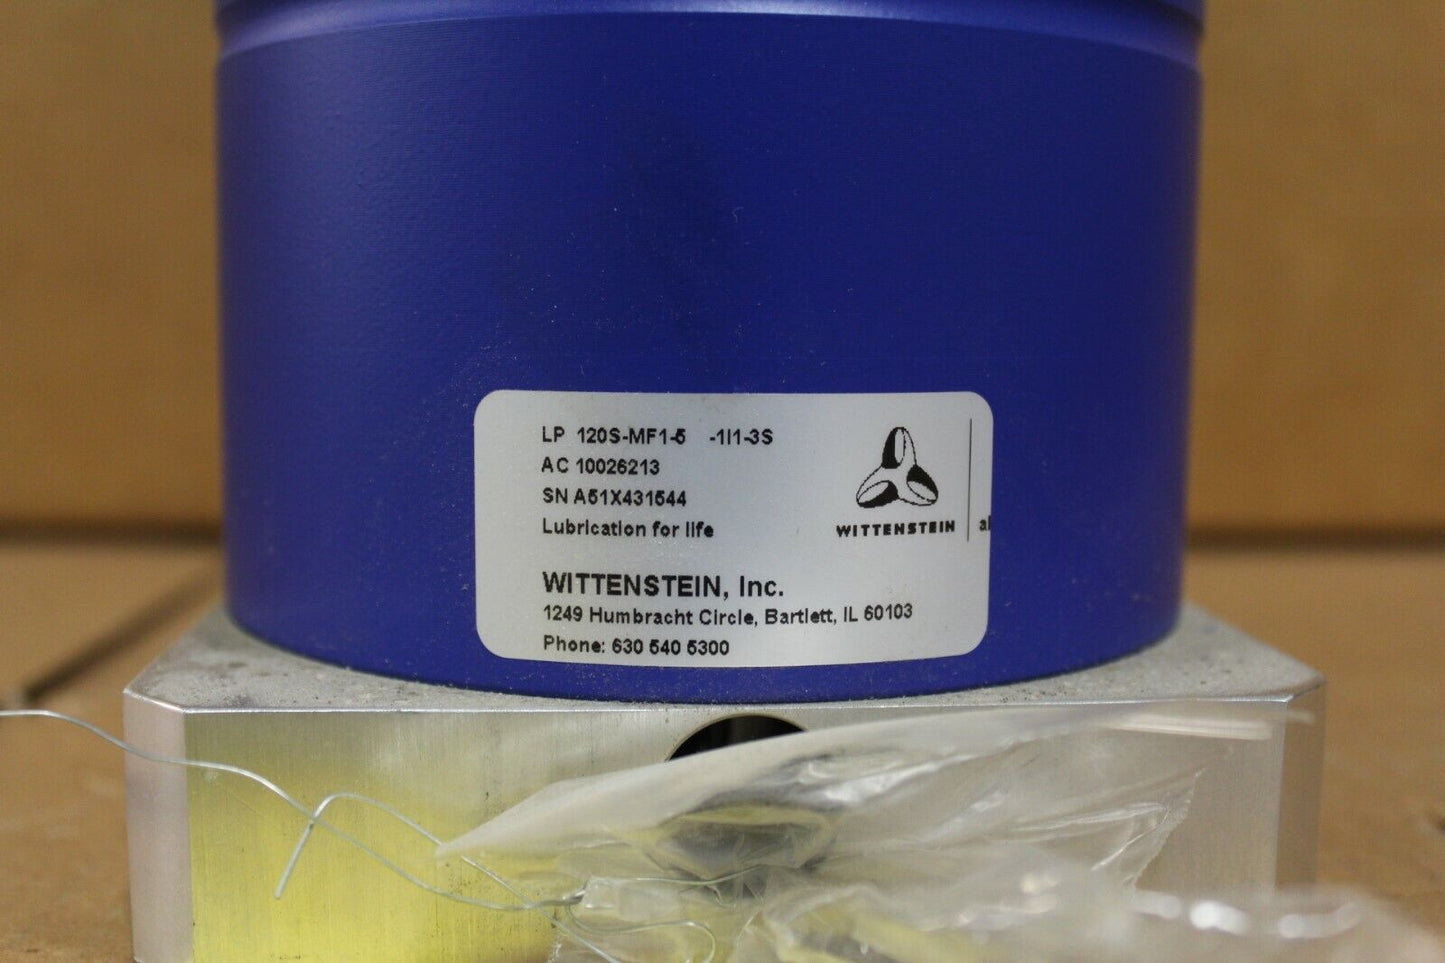 LP 120S-MF1-5 -1I1-3S
AC 10026213
SN A51X431544
Lubrication for life
WITTENSTEIN
WITTENSTEIN, Inc.
1249 Humbracht Circle, Bartlett, IL 60103
Phone: 630 540 5300